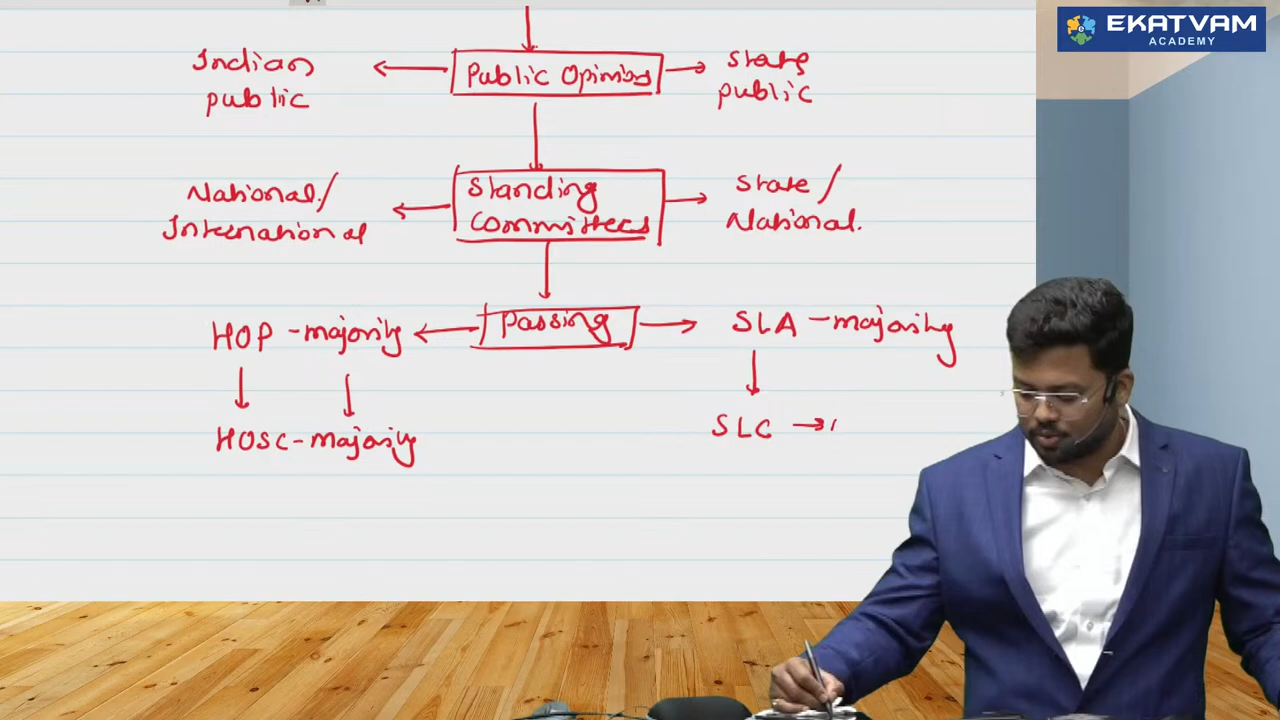 EKATVAM
ACADEMY
Indian
public
Public Opinions
State
public
National/
International
Standing
Committees
State/
National.
HOP - majority
Passing
SLA - majority
HOSC - majority
SLC